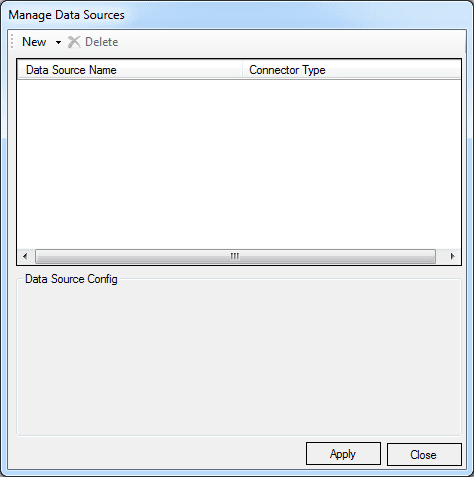 Manage Data Sources
New Delete
Data Source Name Connector Type
Data Source Config
Apply Close